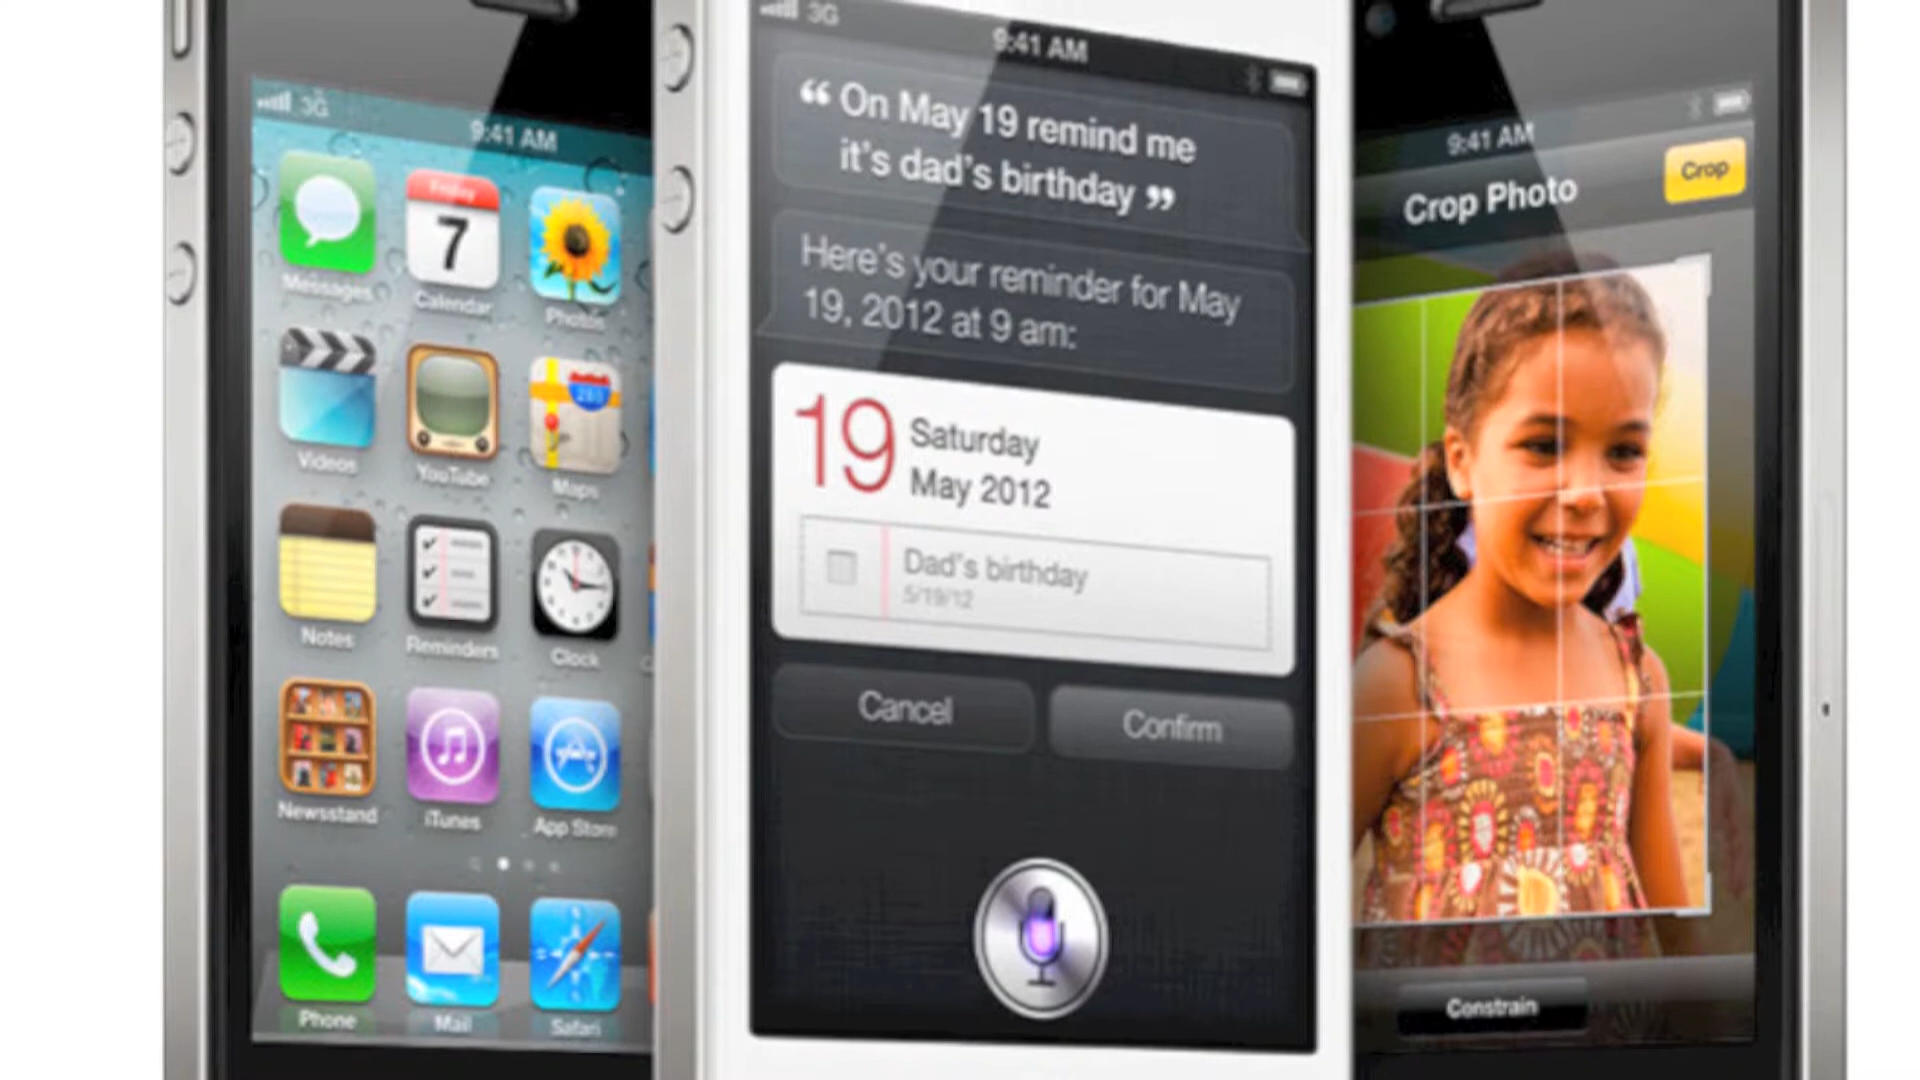 3G
9:41 AM
Messages
Friday
7
Calendar
Photos
Videos
YouTube
280
Maps
Notes
Reminders
Clock
Newsstand
iTunes
App Store
Phone
Mail
Safari
3G
9:41 AM
“ On May 19 remind me
it’s dad’s birthday ”
Here’s your reminder for May
19, 2012 at 9 am:
19
Saturday
May 2012
Dad’s birthday
5/19/12
Cancel
Confirm
9:41 AM
Crop Photo
Crop
Constrain